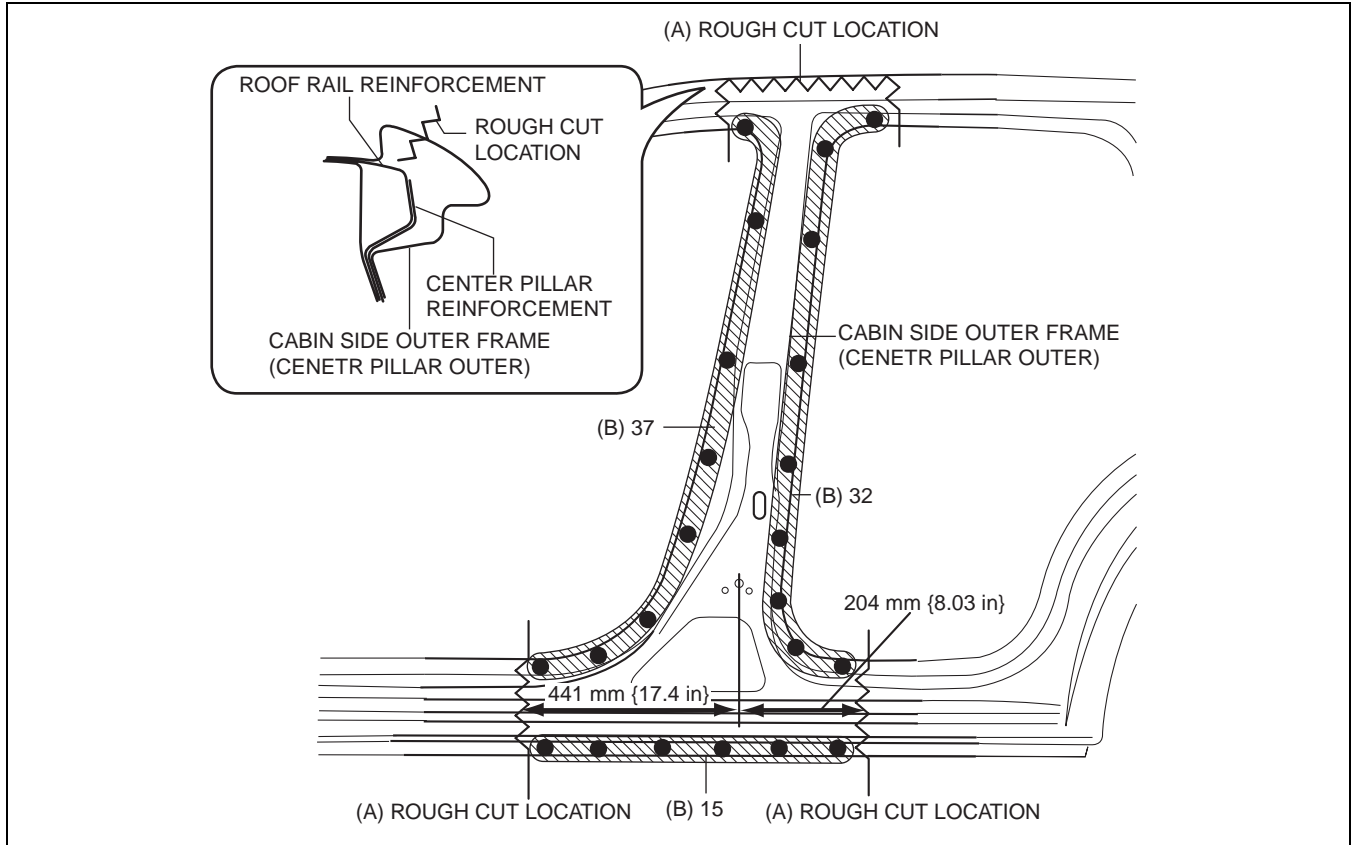 (A) ROUGH CUT LOCATION
ROOF RAIL REINFORCEMENT
ROUGH CUT
LOCATION
CENTER PILLAR
REINFORCEMENT
CABIN SIDE OUTER FRAME
(CENETR PILLAR OUTER)
CABIN SIDE OUTER FRAME
(CENETR PILLAR OUTER)
(B) 37
(B) 32
204 mm {8.03 in}
441 mm {17.4 in}
(A) ROUGH CUT LOCATION
(B) 15
(A) ROUGH CUT LOCATION